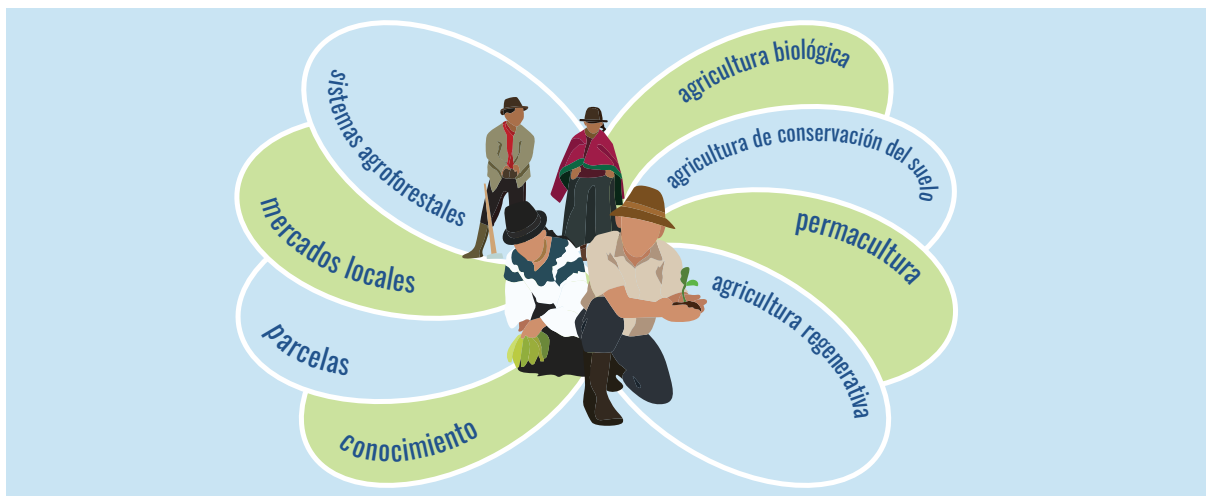 sistemas agroforestales
mercados locales
parcelas
conocimiento
agricultura biológica
agricultura de conservación del suelo
permacultura
agricultura regenerativa